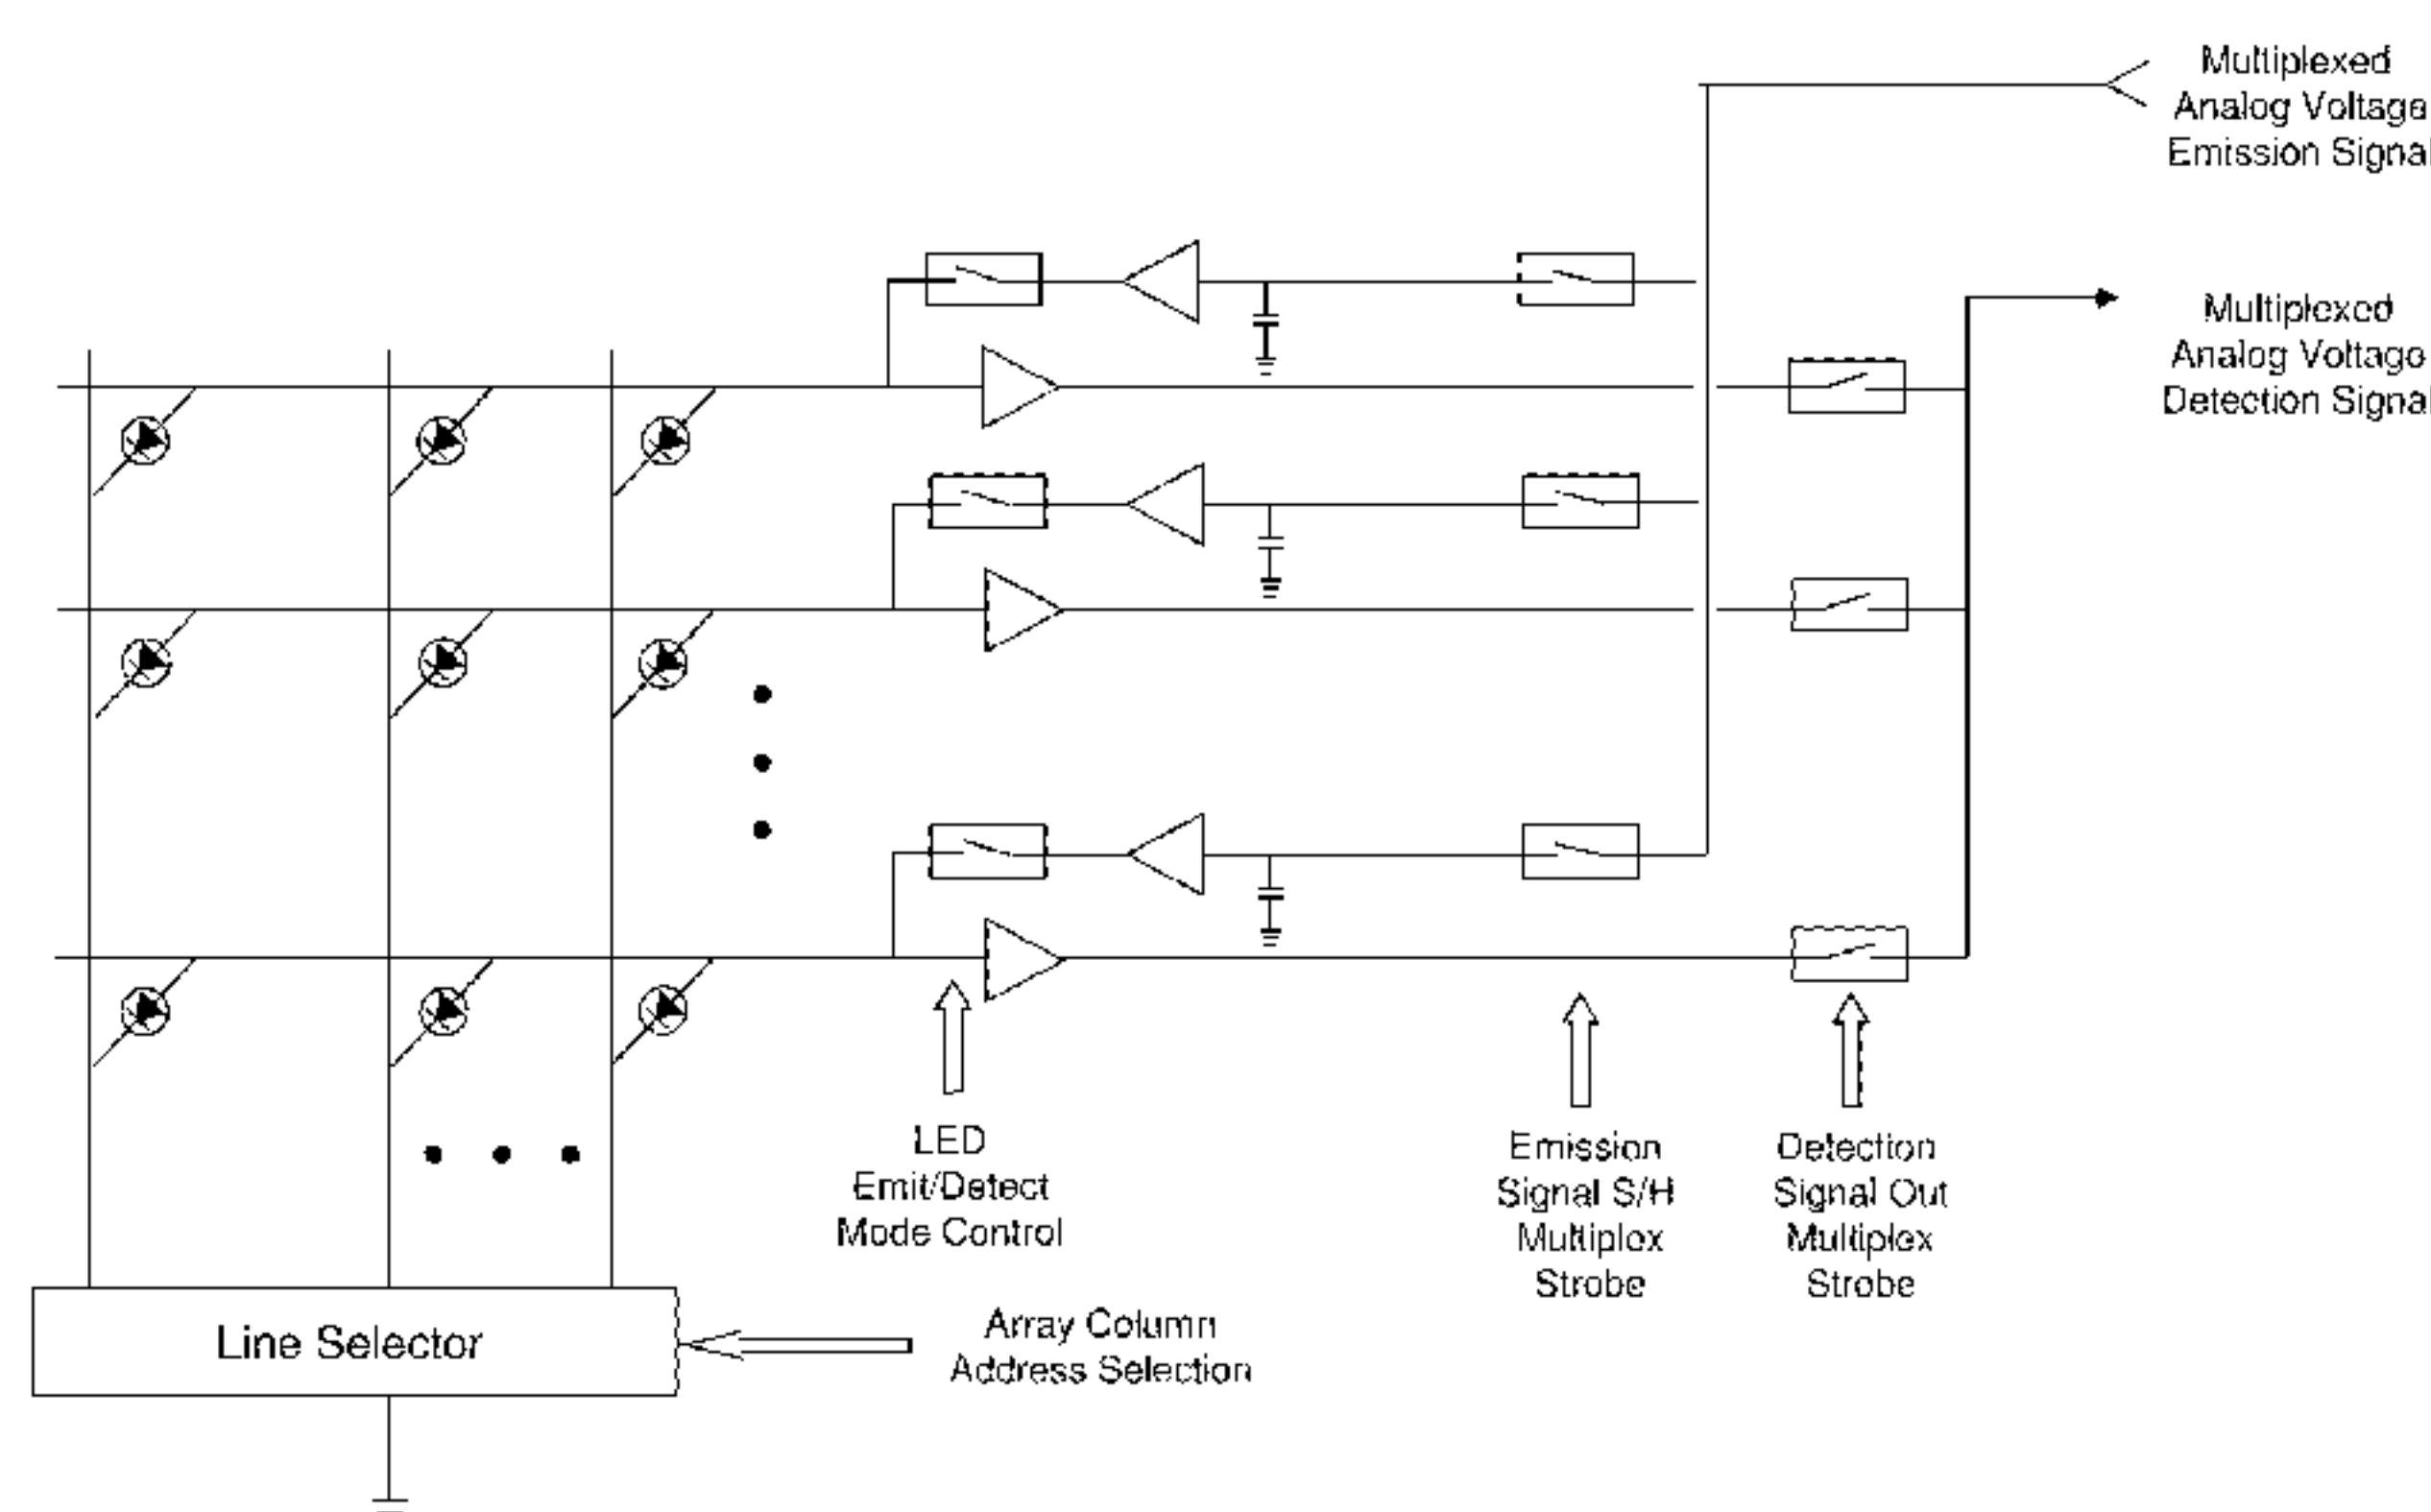 Multiplexed
Analog Voltage
Emission Signal
Multiplexed
Analog Voltage
Detection Signal
LED
Emit/Detect
Mode Control
Emission
Signal S/H
Multiplex
Strobe
Detection
Signal Out
Multiplex
Strobe
Line Selector
Array Column
Address Selection